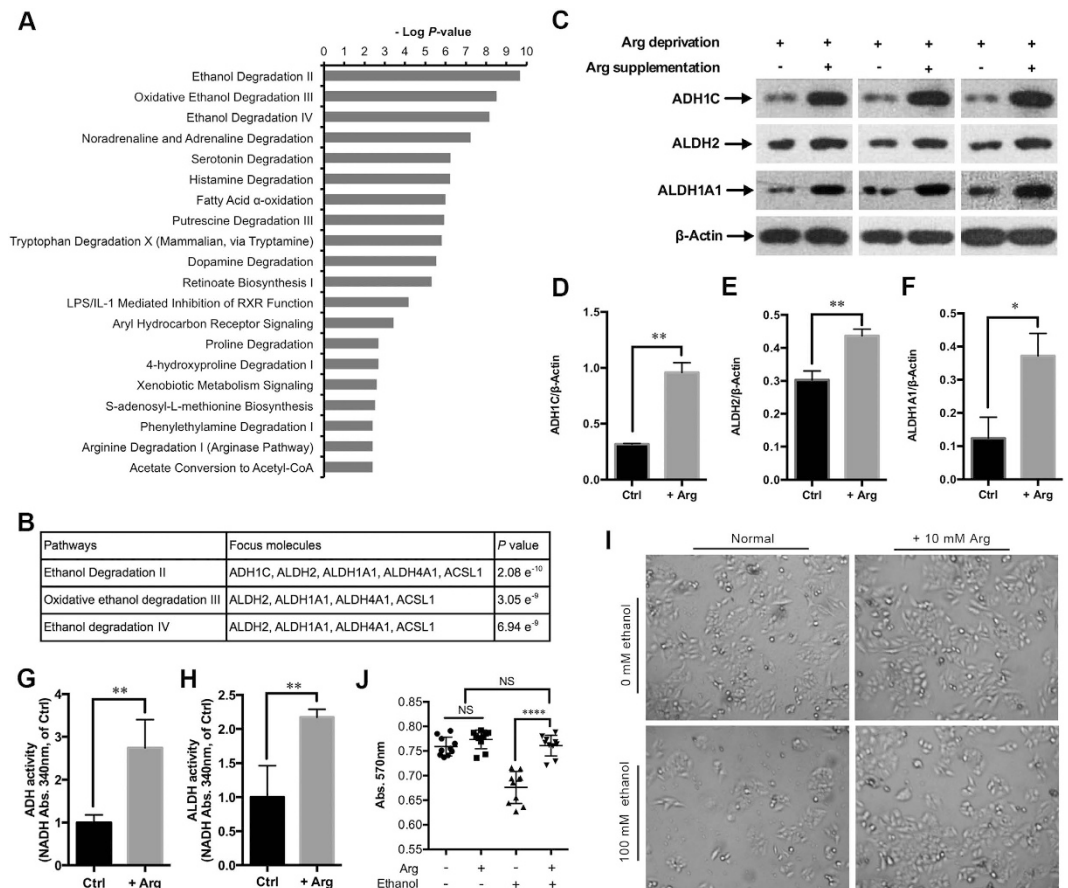 A
- Log P-value
0 1 2 3 4 5 6 7 8 9 10
Ethanol Degradation II
Oxidative Ethanol Degradation III
Ethanol Degradation IV
Noradrenaline and Adrenaline Degradation
Serotonin Degradation
Histamine Degradation
Fatty Acid α-oxidation
Putrescine Degradation III
Tryptophan Degradation X (Mammalian, via Tryptamine)
Dopamine Degradation
Retinoate Biosynthesis I
LPS/IL-1 Mediated Inhibition of RXR Function
Aryl Hydrocarbon Receptor Signaling
Proline Degradation
4-hydroxyproline Degradation I
Xenobiotic Metabolism Signaling
S-adenosyl-L-methionine Biosynthesis
Phenylethylamine Degradation I
Arginine Degradation I (Arginase Pathway)
Acetate Conversion to Acetyl-CoA
B
Pathways Focus molecules P value
Ethanol Degradation II ADH1C, ALDH2, ALDH1A1, ALDH4A1, ACSL1 2.08 e-10
Oxidative ethanol degradation III ALDH2, ALDH1A1, ALDH4A1, ACSL1 3.05 e-9
Ethanol degradation IV ALDH2, ALDH1A1, ALDH4A1, ACSL1 6.94 e-9
C
Arg deprivation + + + + + +
Arg supplementation - + - + - +
ADH1C
ALDH2
ALDH1A1
β-Actin
D
ADH1C/β-Actin
1.5
1.0
0.5
0.0
**
Ctrl + Arg
E
ALDH2/β-Actin
0.5
0.4
0.3
0.2
0.1
0.0
**
Ctrl + Arg
F
ALDH1A1/β-Actin
0.5
0.4
0.3
0.2
0.1
0.0
*
Ctrl + Arg
G
ADH activity
(NADH Abs. 340nm, of Ctrl)
4
3
2
1
0
**
Ctrl + Arg
H
ALDH activity
(NADH Abs. 340nm, of Ctrl)
2.5
2.0
1.5
1.0
0.5
0.0
**
Ctrl + Arg
J
Abs. 570nm
0.85
0.80
0.75
0.70
0.65
0.60
0.55
NS
NS
****
Arg - + - +
Ethanol - - + +
I
Normal + 10 mM Arg
0 mM ethanol
100 mM ethanol